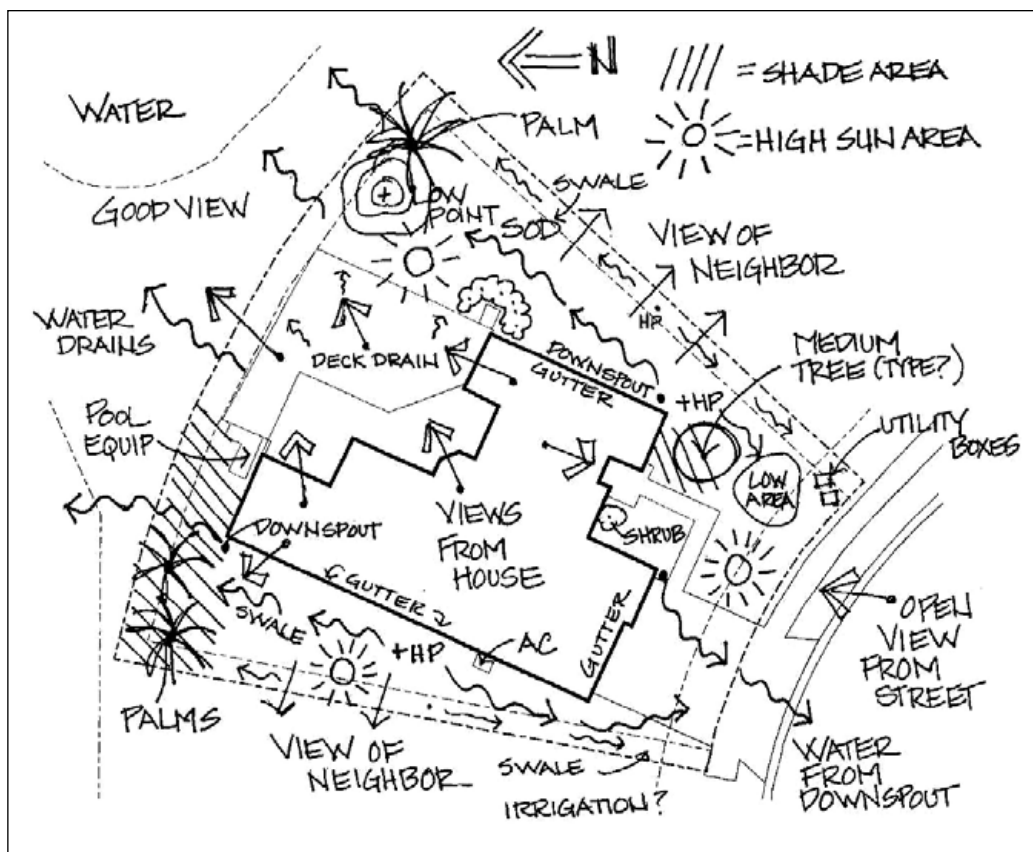 N
= SHADE AREA
= HIGH SUN AREA
WATER
PALM
GOOD VIEW
LOW
POINT
SOD
SWALE
VIEW OF
NEIGHBOR
HP
WATER
DRAINS
DECK DRAIN
DOWNSPOUT
GUTTER
+HP
MEDIUM
TREE (TYPE?)
UTILITY
BOXES
LOW
AREA
POOL
EQUIP
DOWNSPOUT
VIEWS
FROM
HOUSE
SHRUB
GUTTER
SWALE
+HP
AC
GUTTER
OPEN
VIEW
FROM
STREET
PALMS
VIEW OF
NEIGHBOR
SWALE
IRRIGATION?
WATER
FROM
DOWNSPOUT